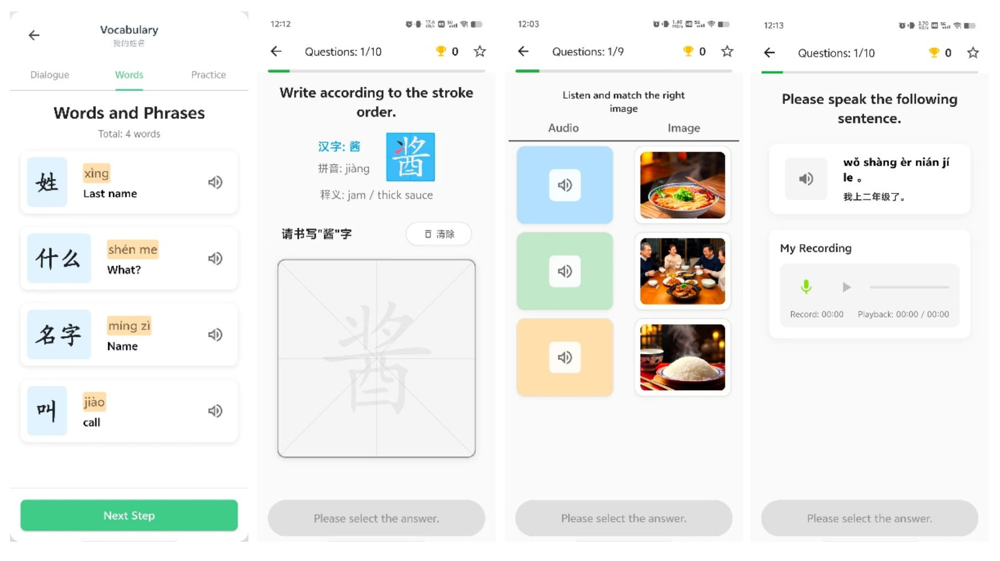 Vocabulary
我的姓名
Dialogue Words Practice
Words and Phrases
Total: 4 words
姓
xìng
Last name
什么
shén me
What?
名字
míng zì
Name
叫
jiào
call
Next Step
12:12
Questions: 1/10 0
Write according to the stroke
order.
汉字: 酱
酱
拼音: jiàng
释义: jam / thick sauce
请书写"酱"字
清除
酱
Please select the answer.
12:03
Questions: 1/9 0
Listen and match the right
image
Audio Image
Please select the answer.
12:13
Questions: 1/10 0
Please speak the following
sentence.
wǒ shàng èr nián jí
le 。
我上二年级了。
My Recording
Record: 00:00 Playback: 00:00 / 00:00
Please select the answer.